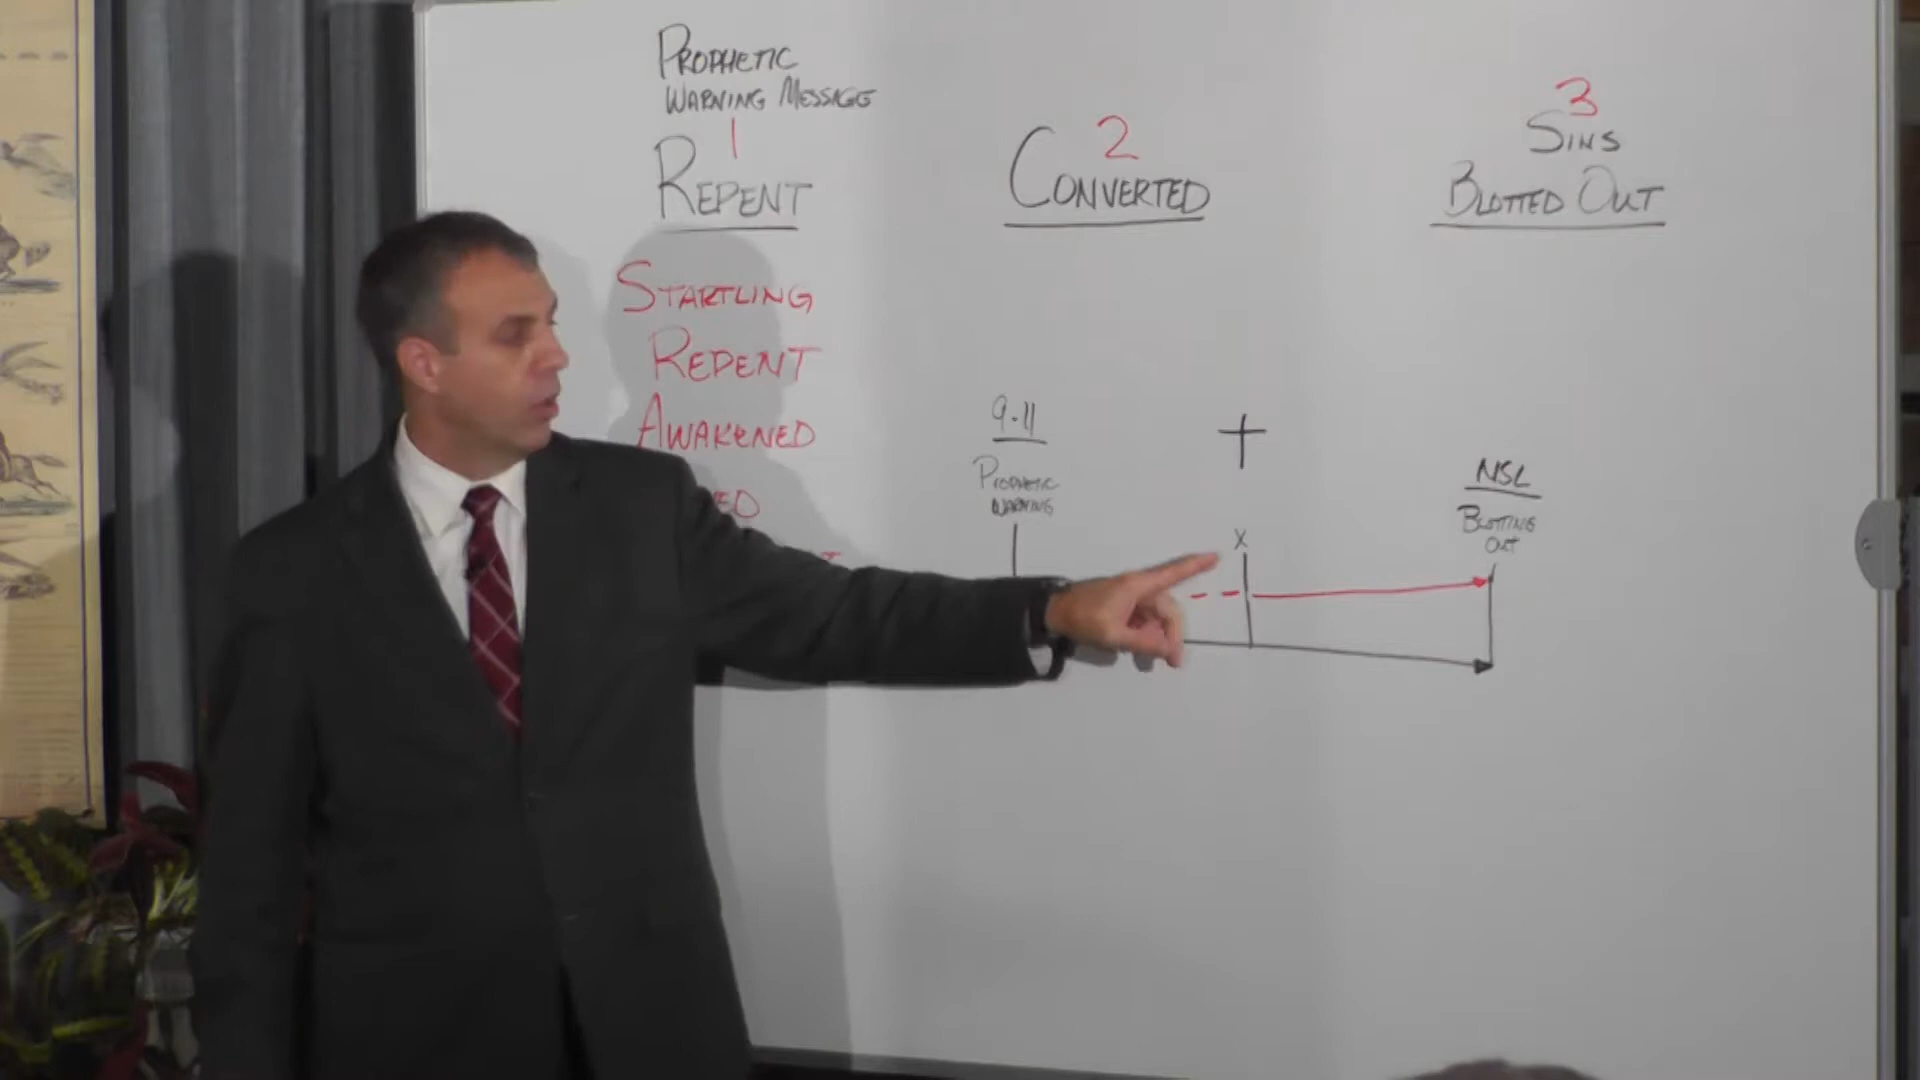 PROPHETIC
WARNING MESSAGE
1
REPENT
2
CONVERTED
3
SINS
BLOTTED OUT
STARTLING
REPENT
AWAKENED
9-11
PROPHETIC
WARNING
X
NSL
BLOTTING
OUT